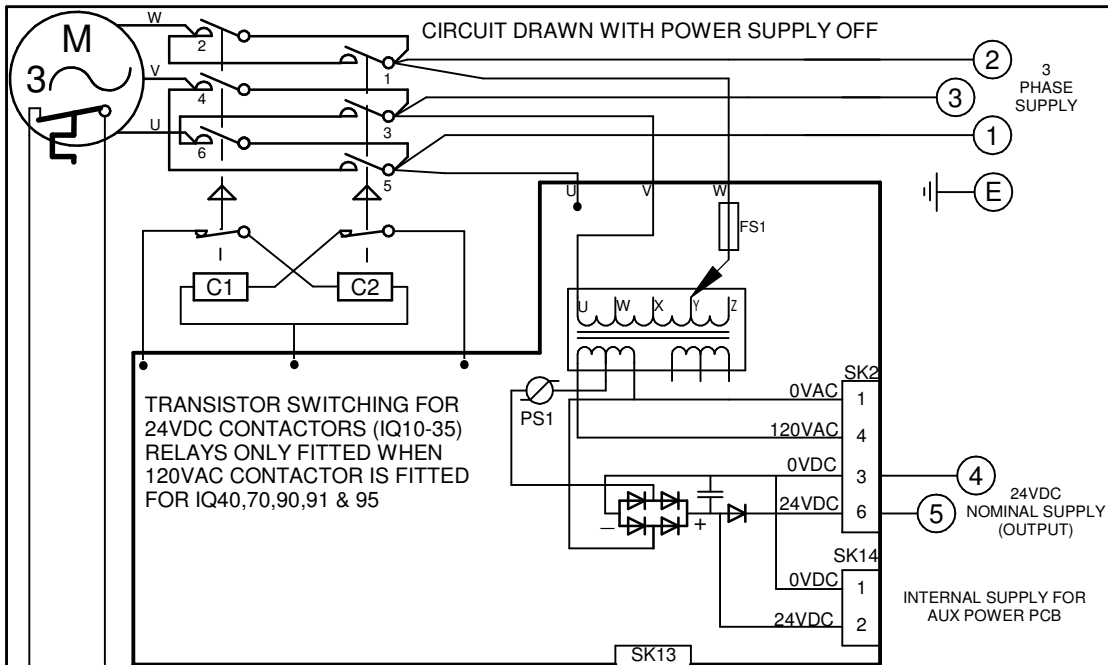 CIRCUIT DRAWN WITH POWER SUPPLY OFF
M
3
W
V
U
2
4
6
1
3
5
2
3
1
E
3
PHASE
SUPPLY
U
V
W
FS1
C1
C2
U
W
X
Y
Z
PS1
TRANSISTOR SWITCHING FOR
24VDC CONTACTORS (IQ10-35)
RELAYS ONLY FITTED WHEN
120VAC CONTACTOR IS FITTED
FOR IQ40,70,90,91 & 95
SK2
0VAC 1
120VAC 4
0VDC 3
24VDC 6
4
5
24VDC
NOMINAL SUPPLY
(OUTPUT)
− +
SK14
0VDC 1
24VDC 2
INTERNAL SUPPLY FOR
AUX POWER PCB
SK13